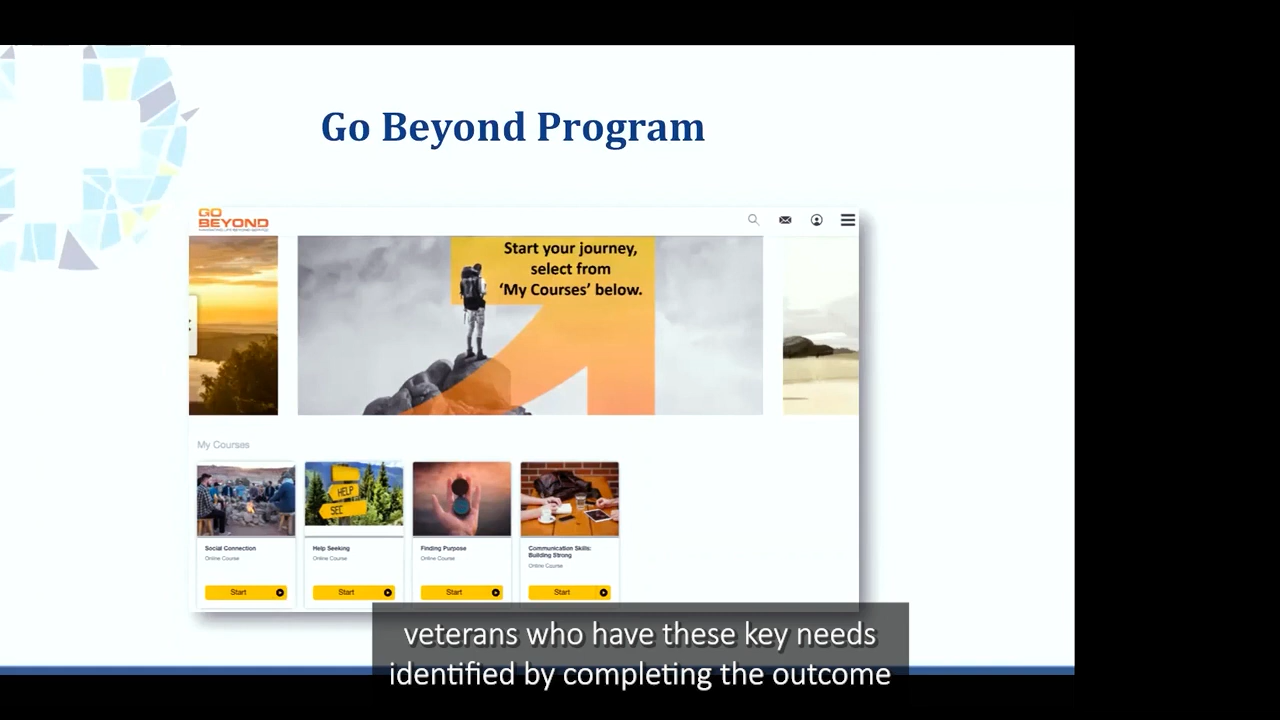 Go Beyond Program
GO
BEYOND
Start your journey,
select from
‘My Courses’ below.
My Courses
HELP
SEC
Social Connection
Online Course
Start
Help Seeking
Online Course
Start
Finding Purpose
Online Course
Start
Communication Skills:
Building Strong
Online Course
Start
veterans who have these key needs
identified by completing the outcome